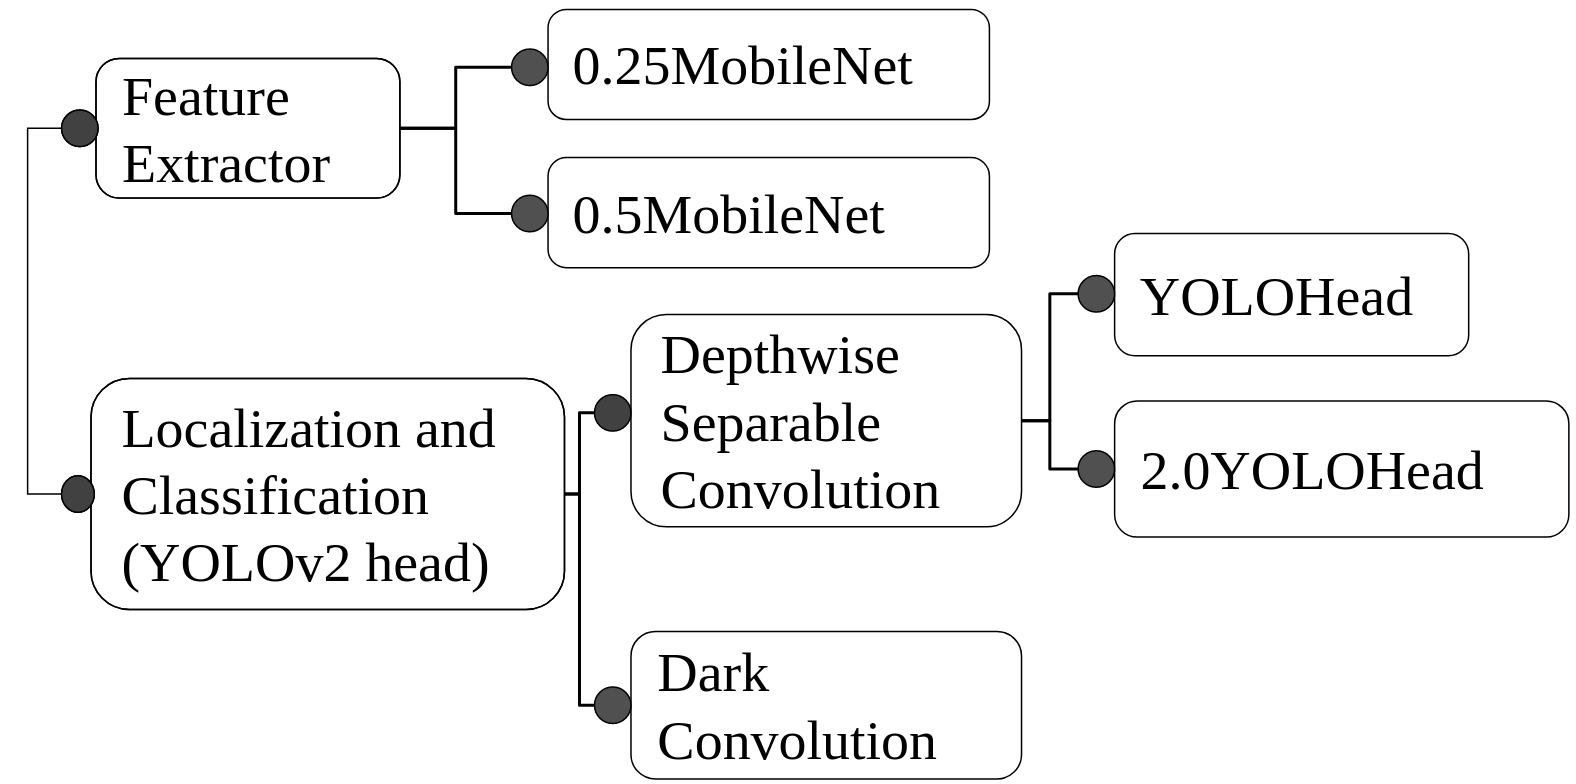 Feature
Extractor
0.25MobileNet
0.5MobileNet
Localization and
Classification
(YOLOv2 head)
Depthwise
Separable
Convolution
YOLOHead
2.0YOLOHead
Dark
Convolution